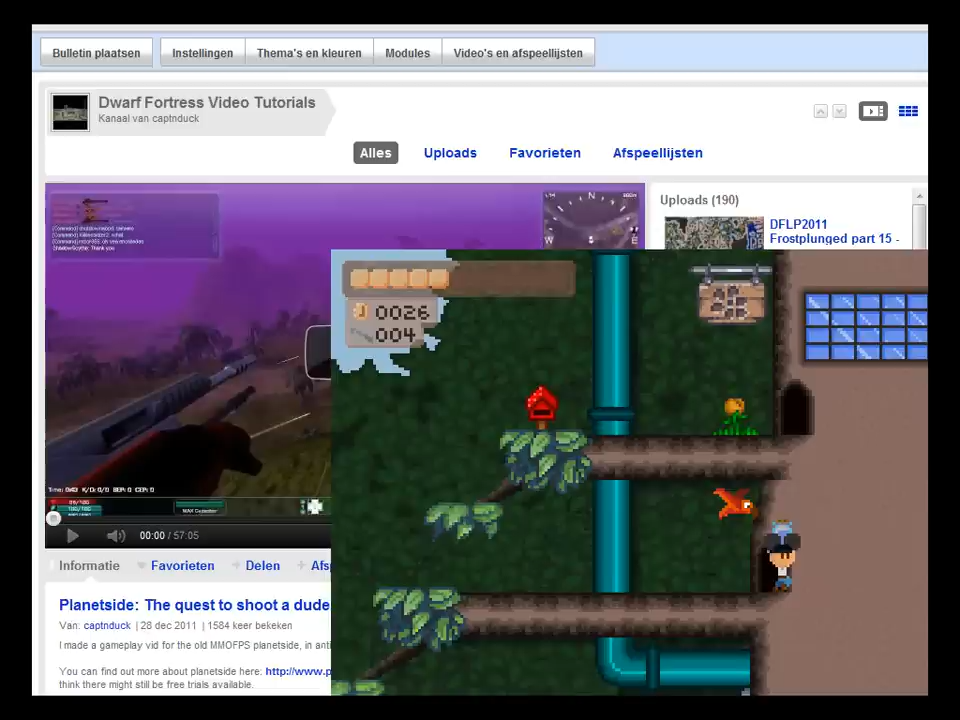 Bulletin plaatsen Instellingen Thema's en kleuren Modules Video's en afspeellijsten
Dwarf Fortress Video Tutorials
Kanaal van captnduck
Alles Uploads Favorieten Afspeellijsten
Uploads (190)
DFLP2011
Frostplunged part 15 -
N
W E
0026
004
MAX Capacitor
00:00 / 57:05
Informatie Favorieten Delen Afs
Planetside: The quest to shoot a dude
Van: captnduck | 28 dec 2011 | 1584 keer bekeken
I made a gameplay vid for the old MMOFPS planetside, in anti
You can find out more about planetside here: http://www.p
think there might still be free trials available.